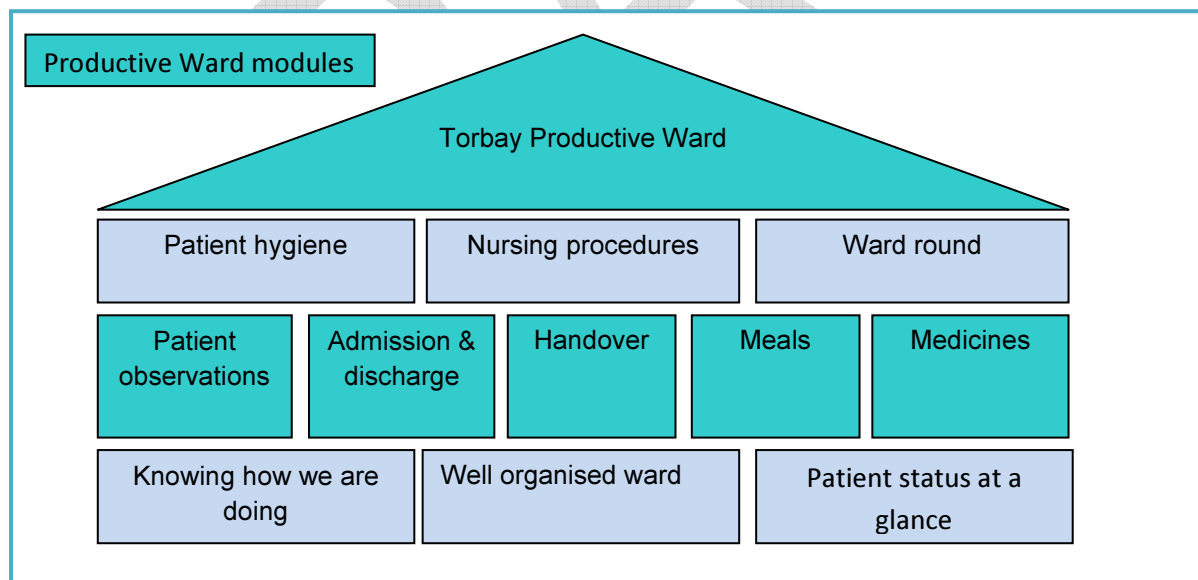 Productive Ward modules
Torbay Productive Ward
Patient hygiene
Nursing procedures
Ward round
Patient
observations
Admission &
discharge
Handover
Meals
Medicines
Knowing how we are
doing
Well organised ward
Patient status at a
glance